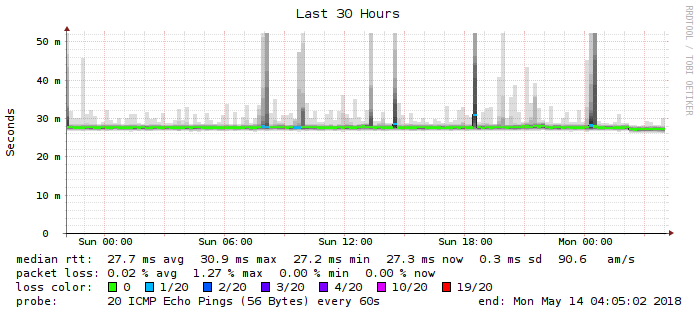 Last 30 Hours
RRDTOOL / TOBI OETIKER
Seconds
50 m
40 m
30 m
20 m
10 m
0
Sun 00:00 Sun 06:00 Sun 12:00 Sun 18:00 Mon 00:00
median rtt: 27.7 ms avg 30.9 ms max 27.2 ms min 27.3 ms now 0.3 ms sd 90.6 am/s
packet loss: 0.02 % avg 1.27 % max 0.00 % min 0.00 % now
loss color: 0 1/20 2/20 3/20 4/20 10/20 19/20
probe: 20 ICMP Echo Pings (56 Bytes) every 60s end: Mon May 14 04:05:02 2018